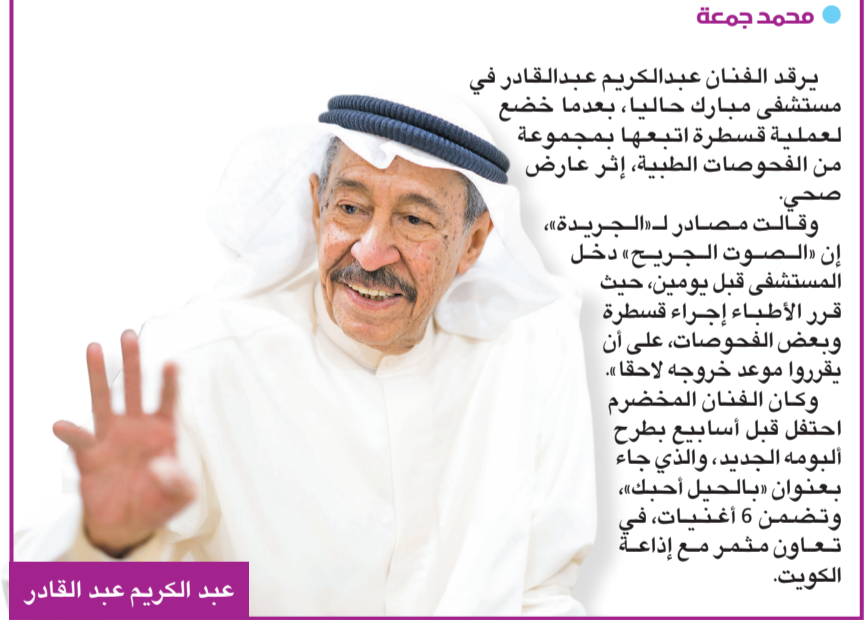 محمد جمعة
يرقد الفنان عبدالكريم عبدالقادر في
مستشفى مبارك حاليا، بعدما خضع
لعملية قسطرة اتبعها بمجموعة
من الفحوصات الطبية، إثر عارض
صحي.
وقالت مصادر لـ«الجريدة»،
إن «الصوت الجريح» دخل
المستشفى قبل يومين، حيث
قرر الأطباء إجراء قسطرة
وبعض الفحوصات، على أن
يقرروا موعد خروجه لاحقا».
وكان الفنان المخضرم
احتفل قبل أسابيع بطرح
ألبومه الجديد، والذي جاء
بعنوان «بالحيل أحبك»،
وتضمن 6 أغنيات، في
تعاون مثمر مع إذاعة
الكويت.
عبد الكريم عبد القادر